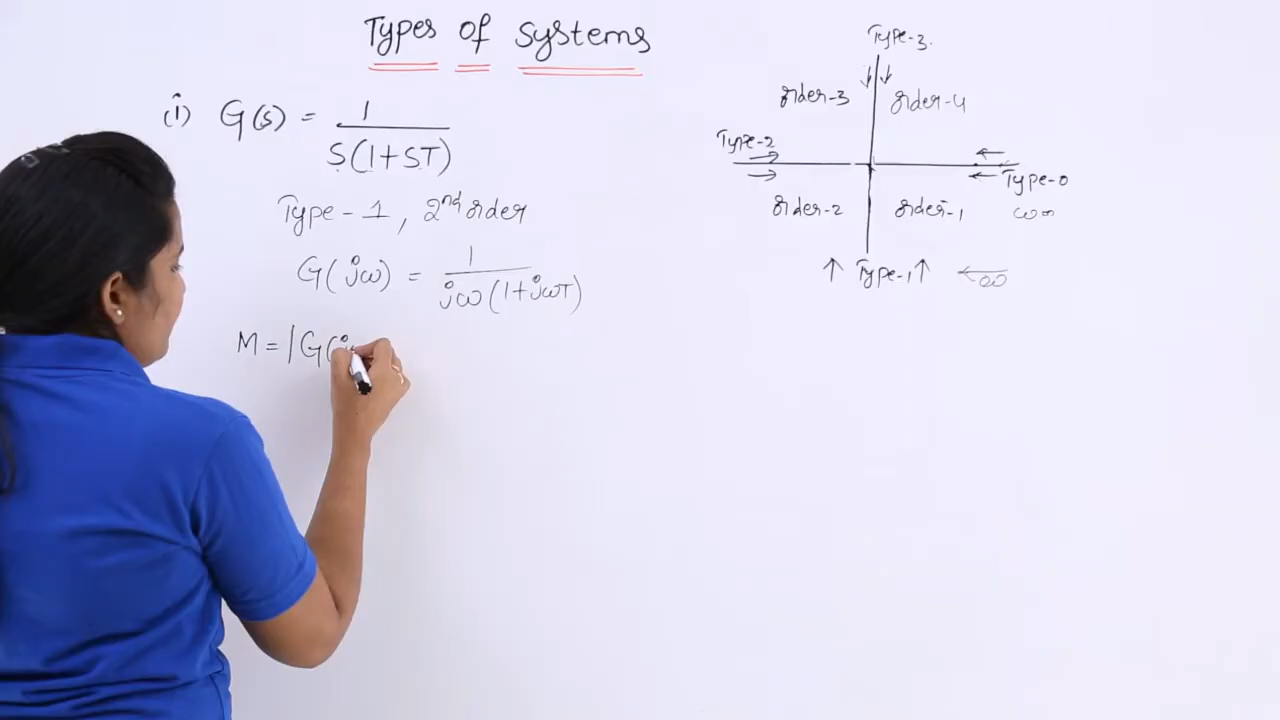 Types of systems
(i) G(s) = 1 / S(1+ST)
Type-1, 2nd order
G(jω) = 1 / jω(1+jωT)
M = |G(j
Type-3.
order-3 order-4
Type-2
Type-0
order-2 order-1
Type-1